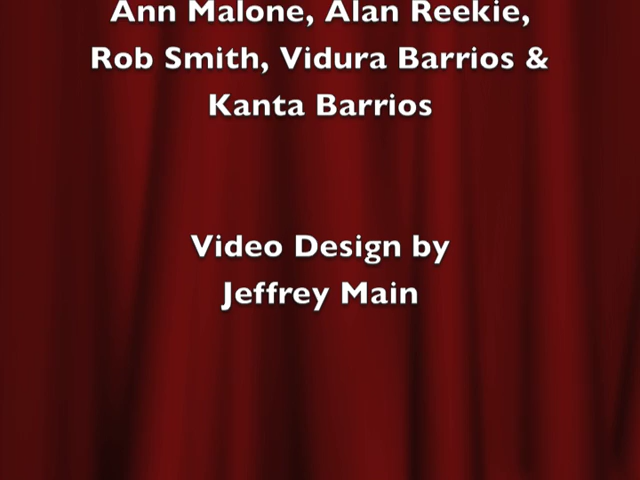 Ann Malone, Alan Reekie,
Rob Smith, Vidura Barrios &
Kanta Barrios
Video Design by
Jeffrey Main